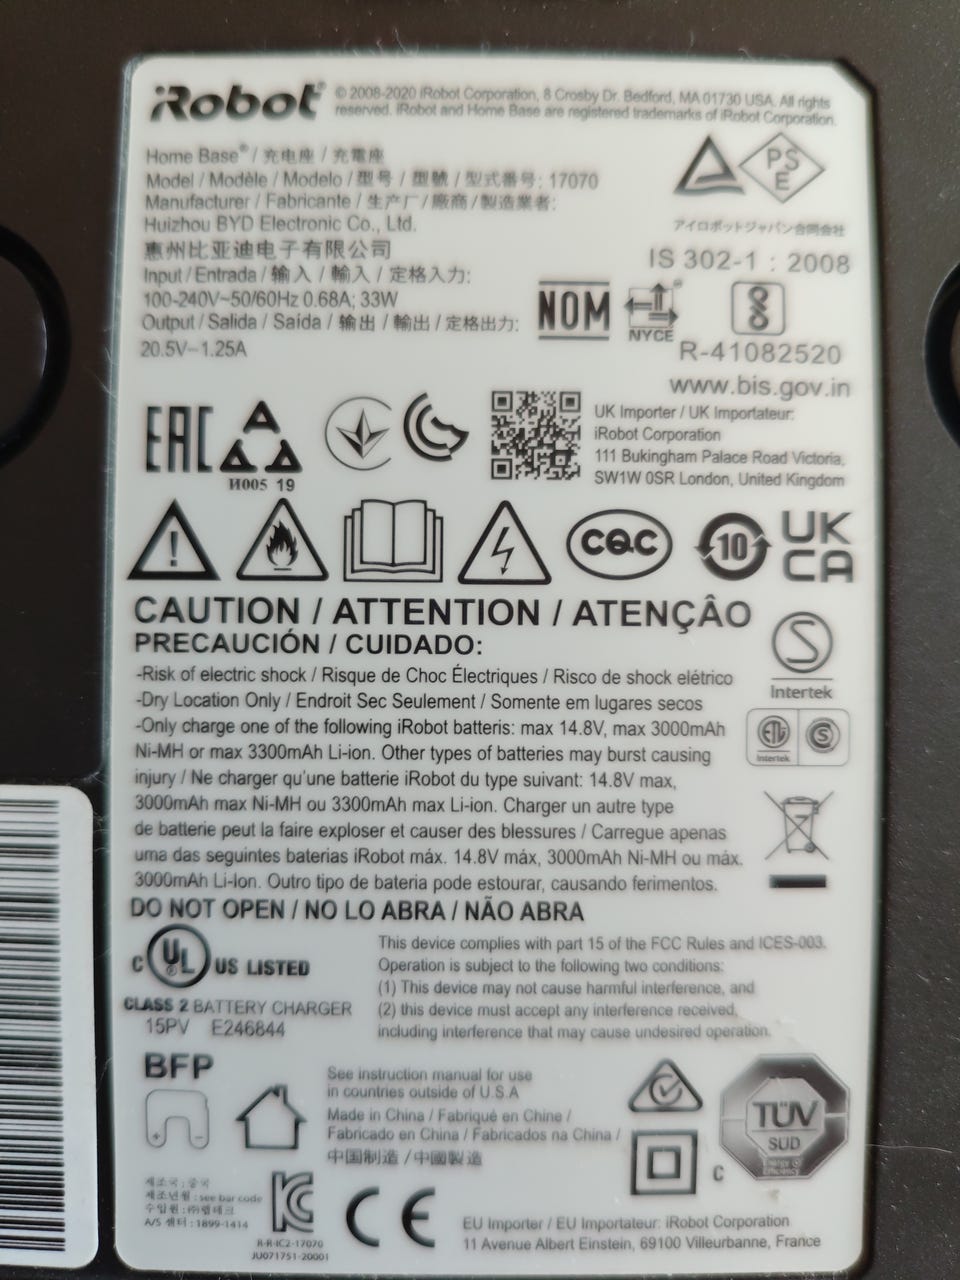 iRobot®
© 2008-2020 iRobot Corporation, 8 Crosby Dr. Bedford, MA 01730 USA. All rights
reserved. iRobot and Home Base are registered trademarks of iRobot Corporation.
Home Base® / 充电座 / 充電座
Model / Modèle / Modelo / 型号 / 型號 / 型式番号: 17070
Manufacturer / Fabricante / 生产厂 / 廠商 / 製造業者:
Huizhou BYD Electronic Co., Ltd.
惠州比亚迪电子有限公司
Input / Entrada / 输入 / 輸入 / 定格入力:
100-240V~50/60Hz 0.68A; 33W
Output / Salida / Saída / 输出 / 輸出 / 定格出力:
20.5V 1.25A
PS
E
アイロボットジャパン合同会社
IS 302-1 : 2008
NOM
NYCE
R-41082520
www.bis.gov.in
EAC
И005 19
UK Importer / UK Importateur:
iRobot Corporation
111 Bukingham Palace Road Victoria,
SW1W 0SR London, United Kingdom
CQC
10
UK
CA
CAUTION / ATTENTION / ATENÇÂO
PRECAUCIÓN / CUIDADO:
-Risk of electric shock / Risque de Choc Électriques / Risco de shock elétrico
-Dry Location Only / Endroit Sec Seulement / Somente em lugares secos
-Only charge one of the following iRobot batteris: max 14.8V, max 3000mAh
Ni-MH or max 3300mAh Li-ion. Other types of batteries may burst causing
injury / Ne charger qu'une batterie iRobot du type suivant: 14.8V max,
3000mAh max Ni-MH ou 3300mAh max Li-ion. Charger un autre type
de batterie peut la faire exploser et causer des blessures / Carregue apenas
uma das seguintes baterias iRobot máx. 14.8V máx, 3000mAh Ni-MH ou máx.
3000mAh Li-Ion. Outro tipo de bateria pode estourar, causando ferimentos.
DO NOT OPEN / NO LO ABRA / NÃO ABRA
S
Intertek
ETL
S
Intertek
C UL® US LISTED
CLASS 2 BATTERY CHARGER
15PV E246844
This device complies with part 15 of the FCC Rules and ICES-003.
Operation is subject to the following two conditions:
(1) This device may not cause harmful interference, and
(2) this device must accept any interference received,
including interference that may cause undesired operation.
BFP
See instruction manual for use
in countries outside of U.S.A
Made in China / Fabriqué en Chine /
Fabricado en China / Fabricados na China /
中国制造 / 中國製造
C
TÜV
SUD
Energy
Efficiency
제조국 : 중국
제조년월 : see bar code
A/S 센터 : 1899-1414
R-R-IC2-17070
JU071751-20001
CE
EU Importer / EU Importateur: iRobot Corporation
11 Avenue Albert Einstein, 69100 Villeurbanne, France